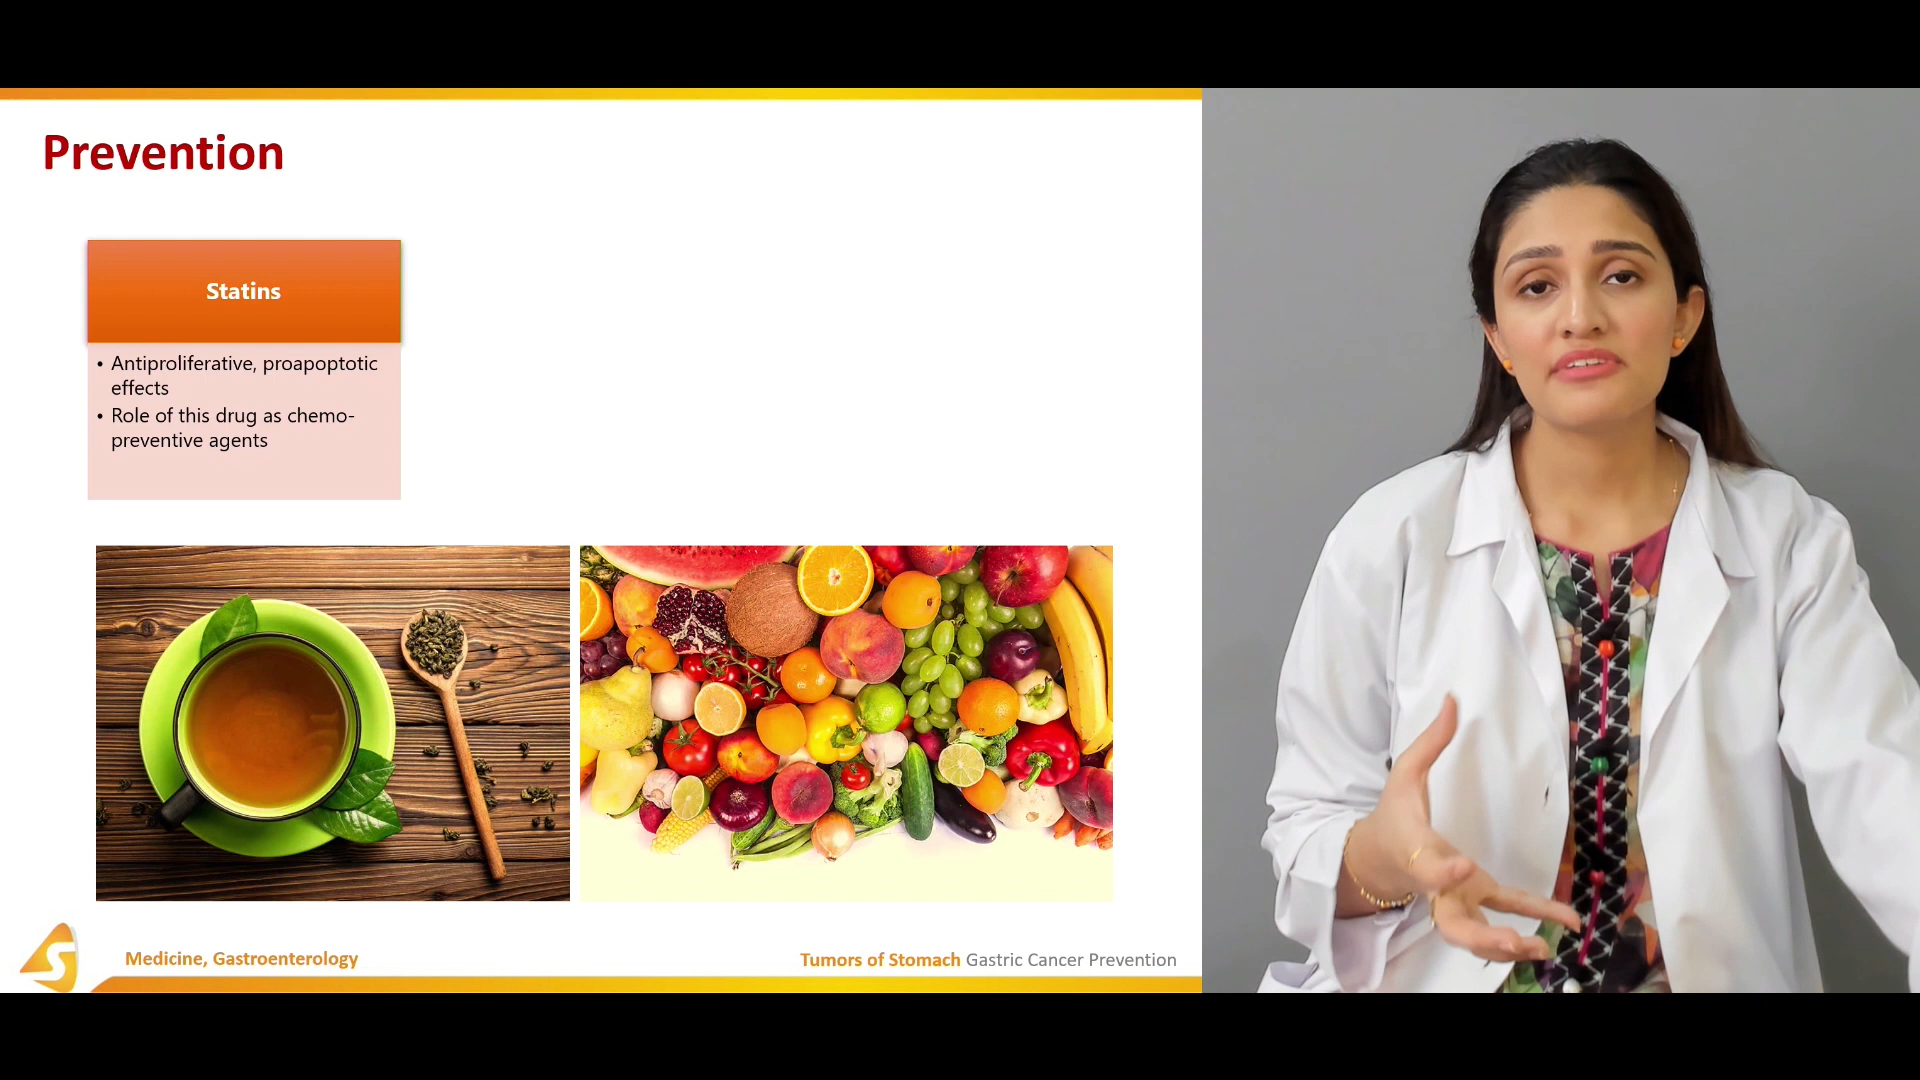 Prevention
Statins
• Antiproliferative, proapoptotic
effects
• Role of this drug as chemo-
preventive agents
S
Medicine, Gastroenterology
Tumors of Stomach Gastric Cancer Prevention